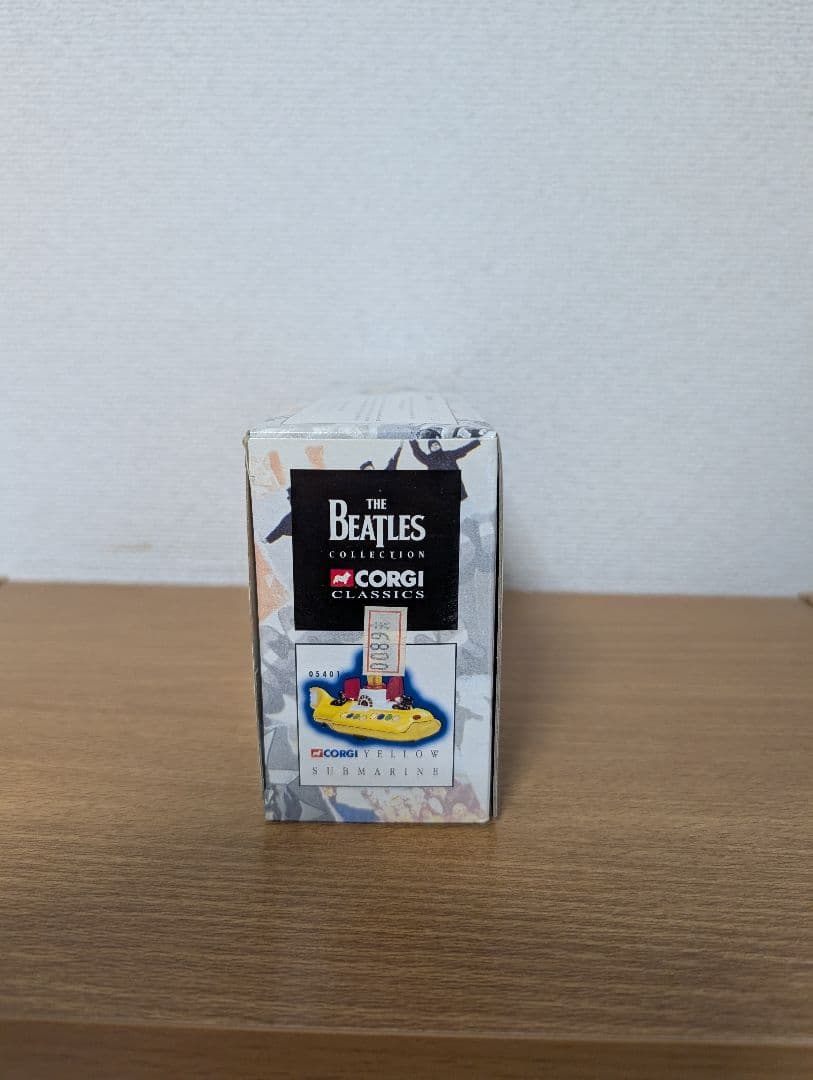 THE
BEATLES
COLLECTION
CORGI
CLASSICS
05401
CORGI YELLOW
SUBMARINE